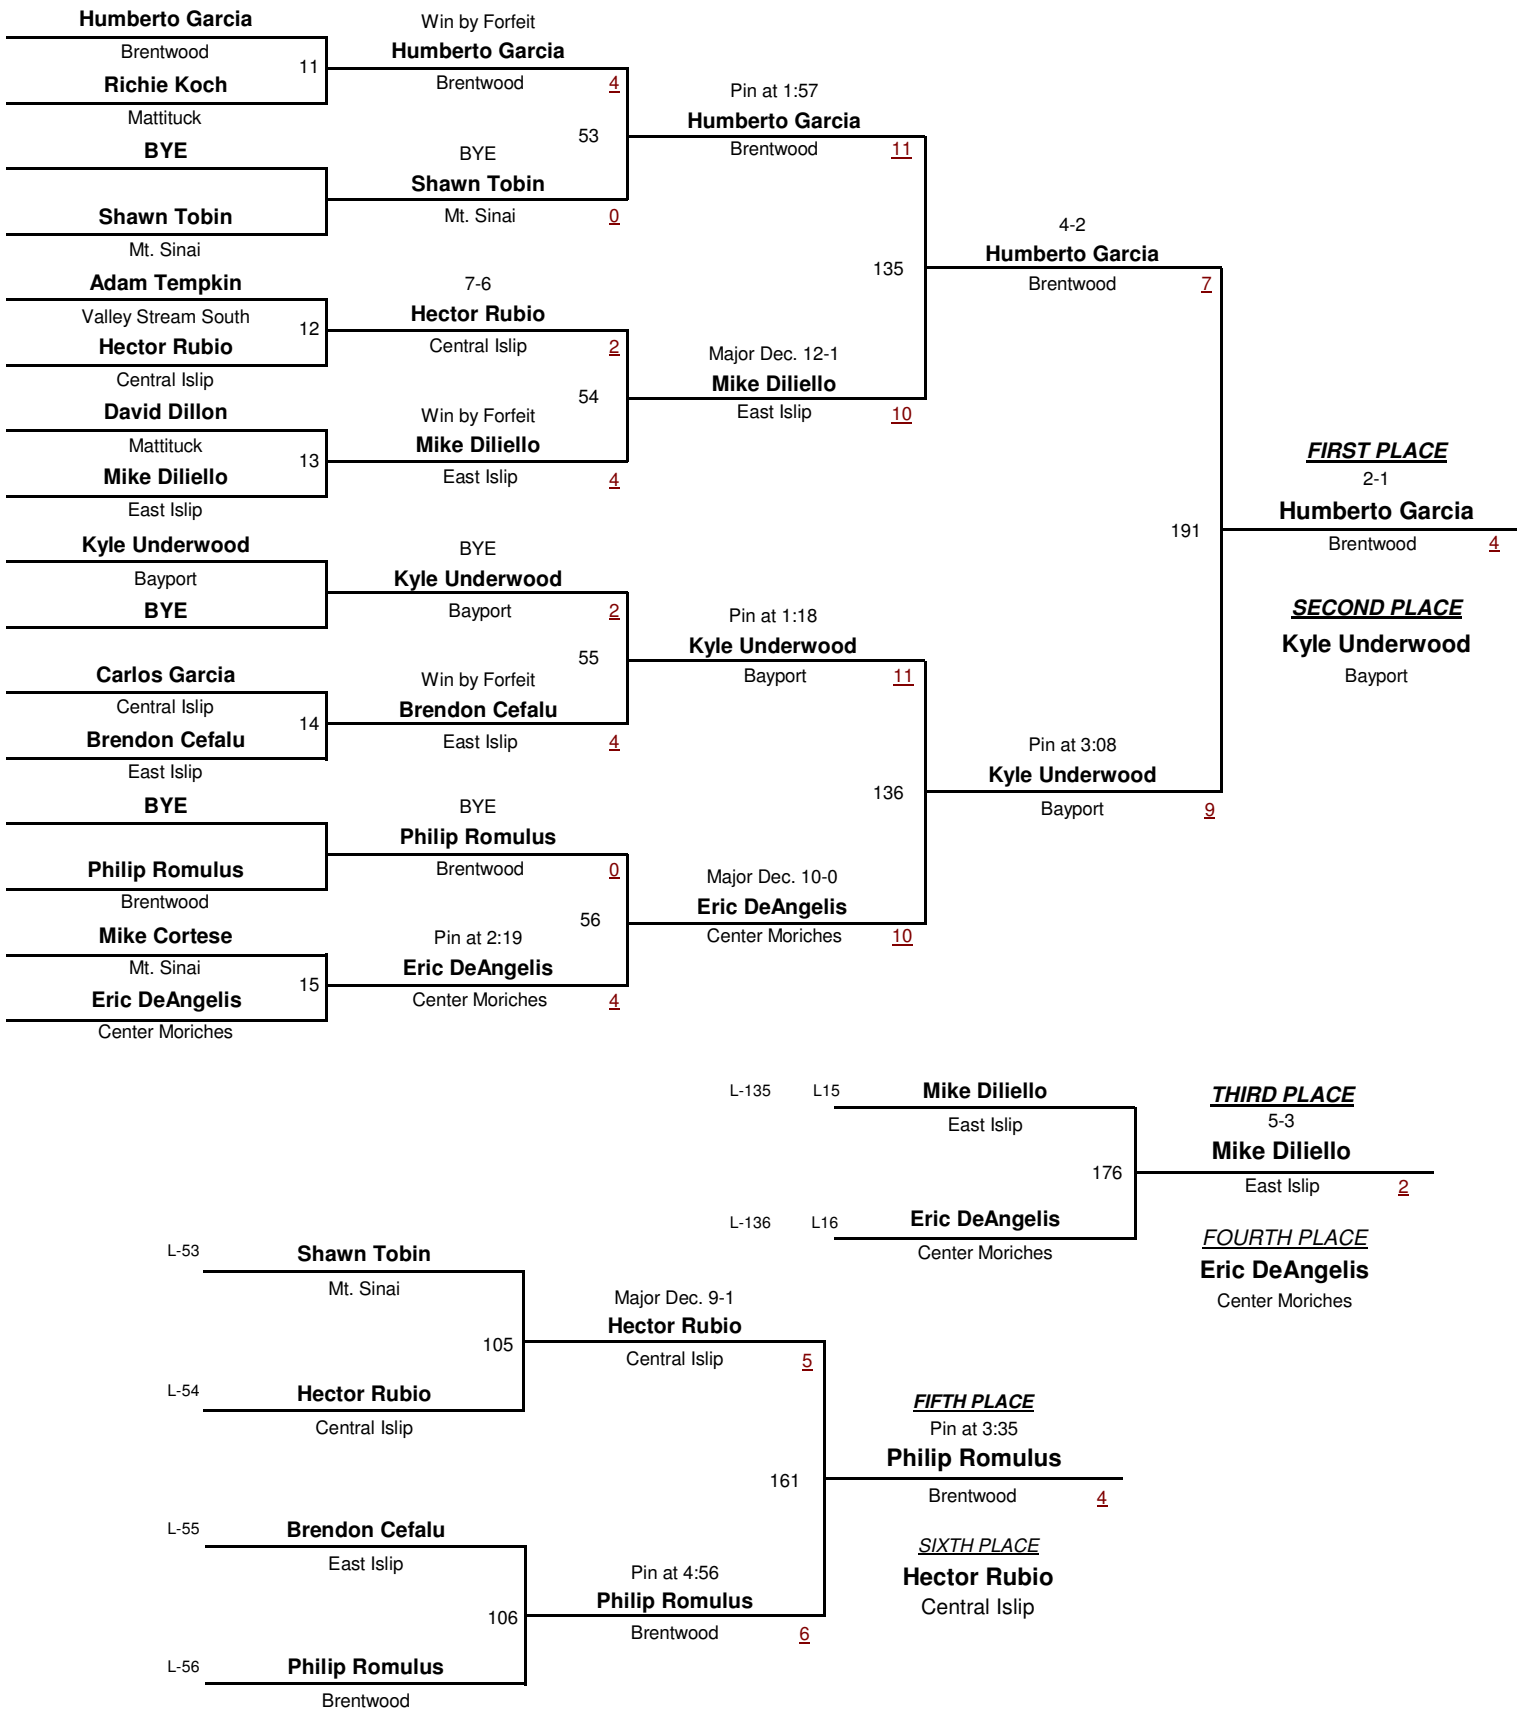 Humberto Garcia
Brentwood
11
Richie Koch
Mattituck
BYE
Shawn Tobin
Mt. Sinai
Adam Tempkin
Valley Stream South
12
Hector Rubio
Central Islip
David Dillon
Mattituck
13
Mike Diliello
East Islip
Kyle Underwood
Bayport
BYE
Carlos Garcia
Central Islip
14
Brendon Cefalu
East Islip
BYE
Philip Romulus
Brentwood
Mike Cortese
Mt. Sinai
15
Eric DeAngelis
Center Moriches
Win by Forfeit
Humberto Garcia
Brentwood
4
53
BYE
Shawn Tobin
Mt. Sinai
0
7-6
Hector Rubio
Central Islip
2
54
Win by Forfeit
Mike Diliello
East Islip
4
BYE
Kyle Underwood
Bayport
2
55
Win by Forfeit
Brendon Cefalu
East Islip
4
BYE
Philip Romulus
Brentwood
0
56
Pin at 2:19
Eric DeAngelis
Center Moriches
4
Pin at 1:57
Humberto Garcia
Brentwood
11
135
Major Dec. 12-1
Mike Diliello
East Islip
10
Pin at 1:18
Kyle Underwood
Bayport
11
136
Major Dec. 10-0
Eric DeAngelis
Center Moriches
10
4-2
Humberto Garcia
Brentwood
7
191
Pin at 3:08
Kyle Underwood
Bayport
9
FIRST PLACE
2-1
Humberto Garcia
Brentwood
4
SECOND PLACE
Kyle Underwood
Bayport
L-135
L15
Mike Diliello
East Islip
176
L-136
L16
Eric DeAngelis
Center Moriches
THIRD PLACE
5-3
Mike Diliello
East Islip
2
FOURTH PLACE
Eric DeAngelis
Center Moriches
L-53
Shawn Tobin
Mt. Sinai
105
L-54
Hector Rubio
Central Islip
L-55
Brendon Cefalu
East Islip
106
L-56
Philip Romulus
Brentwood
Major Dec. 9-1
Hector Rubio
Central Islip
5
161
Pin at 4:56
Philip Romulus
Brentwood
6
FIFTH PLACE
Pin at 3:35
Philip Romulus
Brentwood
4
SIXTH PLACE
Hector Rubio
Central Islip